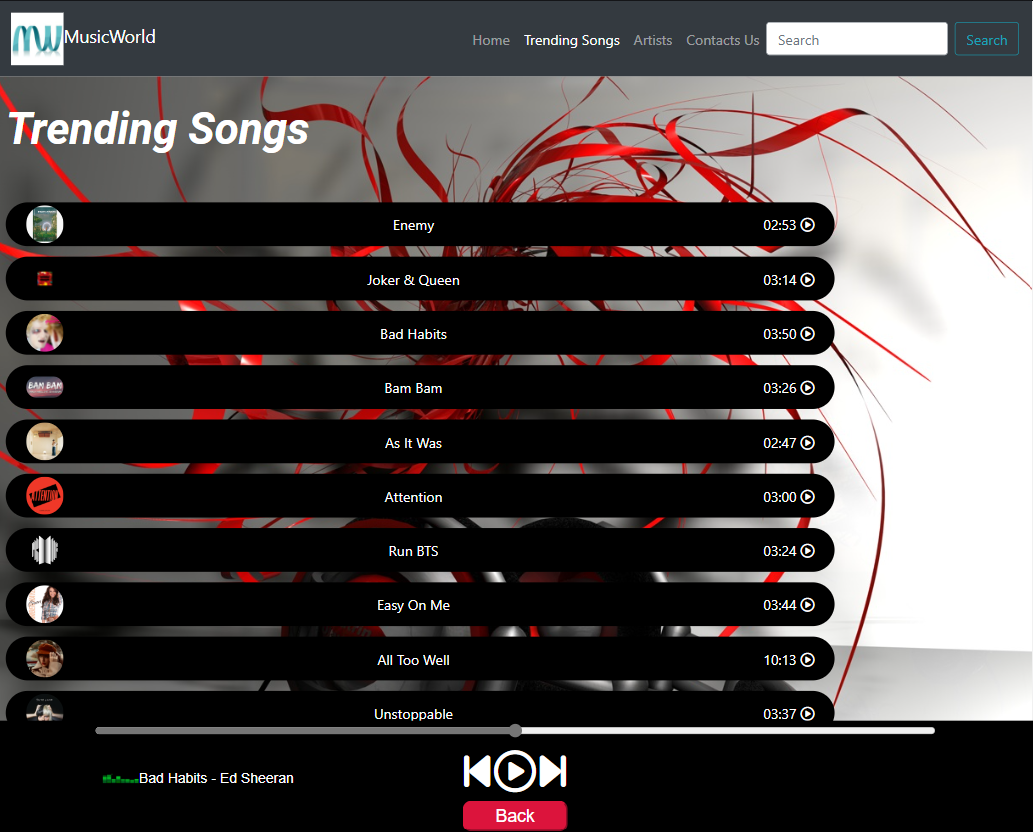 MW MusicWorld Home Trending Songs Artists Contacts Us Search Search
Trending Songs
Enemy 02:53
Joker & Queen 03:14
Bad Habits 03:50
BAM BAM Bam Bam 03:26
As It Was 02:47
ATTENTION Attention 03:00
Run BTS 03:24
Easy On Me 03:44
All Too Well 10:13
Unstoppable 03:37
Bad Habits - Ed Sheeran
Back